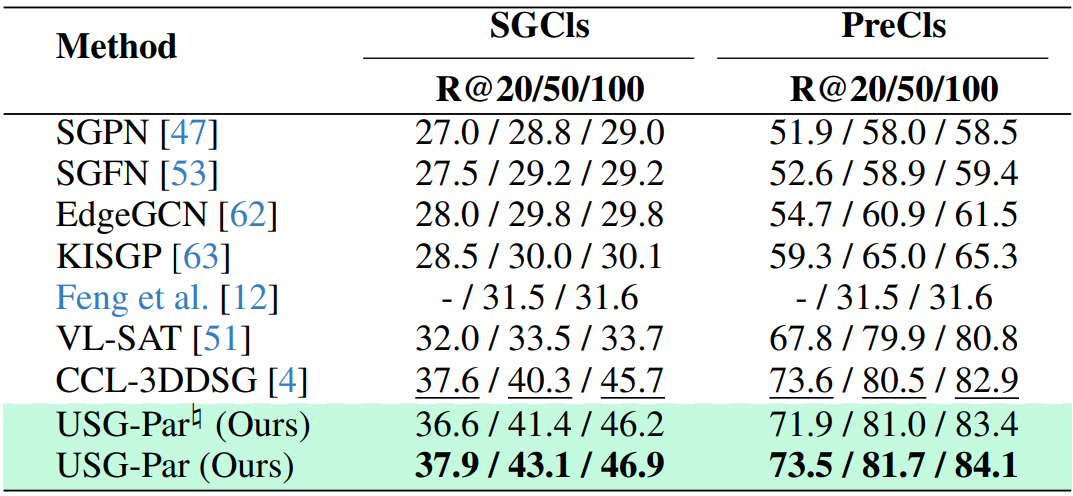 Method SGCls PreCls
R@20/50/100 R@20/50/100
SGPN [47] 27.0 / 28.8 / 29.0 51.9 / 58.0 / 58.5
SGFN [53] 27.5 / 29.2 / 29.2 52.6 / 58.9 / 59.4
EdgeGCN [62] 28.0 / 29.8 / 29.8 54.7 / 60.9 / 61.5
KISGP [63] 28.5 / 30.0 / 30.1 59.3 / 65.0 / 65.3
Feng et al. [12] - / 31.5 / 31.6 - / 31.5 / 31.6
VL-SAT [51] 32.0 / 33.5 / 33.7 67.8 / 79.9 / 80.8
CCL-3DDSG [4] 37.6 / 40.3 / 45.7 73.6 / 80.5 / 82.9
USG-Par♮ (Ours) 36.6 / 41.4 / 46.2 71.9 / 81.0 / 83.4
USG-Par (Ours) 37.9 / 43.1 / 46.9 73.5 / 81.7 / 84.1